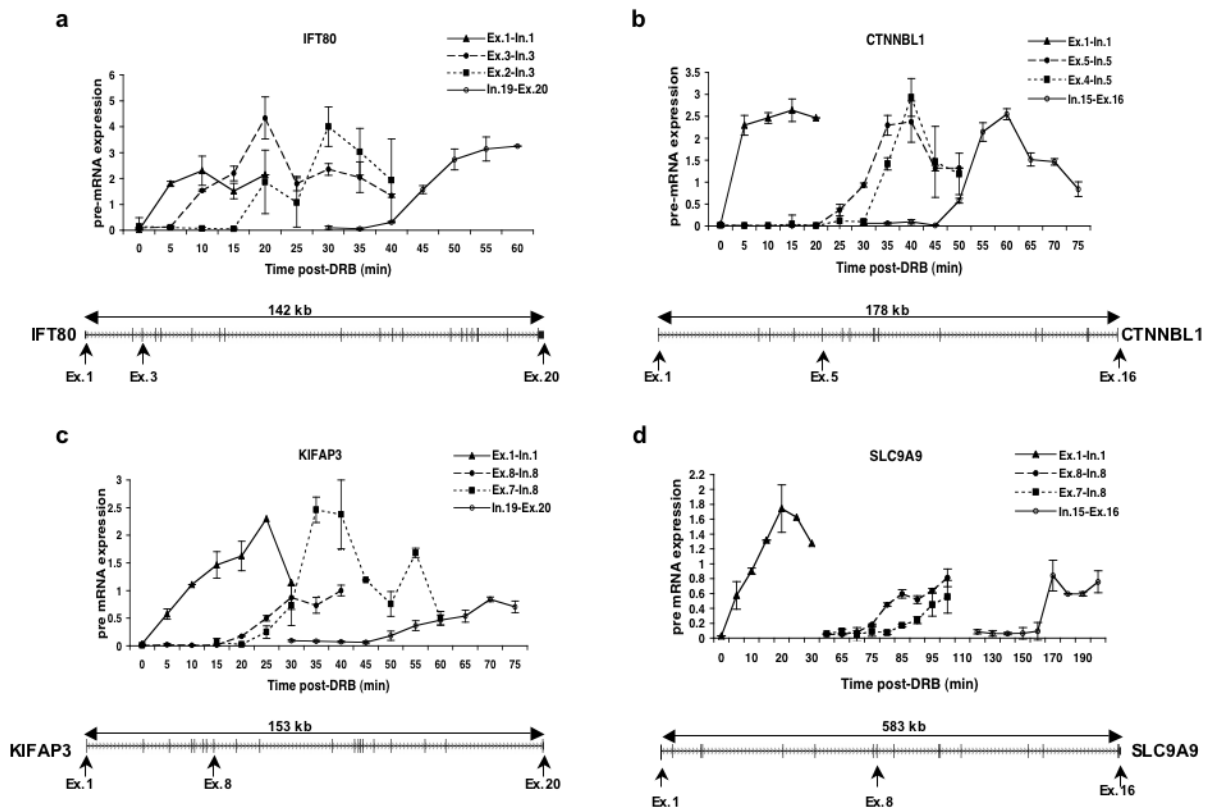 a
IFT80
Ex.1-In.1
Ex.3-In.3
Ex.2-In.3
In.19-Ex.20
pre-mRNA expression
6
5
4
3
2
1
0
0 5 10 15 20 25 30 35 40 45 50 55 60
Time post-DRB (min)
142 kb
IFT80
Ex.1
Ex.3
Ex.20
b
CTNNBL1
Ex.1-In.1
Ex.5-In.5
Ex.4-In.5
In.15-Ex.16
pre-mRNA expression
3.5
3
2.5
2
1.5
1
0.5
0
0 5 10 15 20 25 30 35 40 45 50 55 60 65 70 75
Time post-DRB (min)
178 kb
CTNNBL1
Ex.1
Ex.5
Ex.16
c
KIFAP3
Ex.1-In.1
Ex.8-In.8
Ex.7-In.8
In.19-Ex.20
pre mRNA expression
3
2.5
2
1.5
1
0.5
0
0 5 10 15 20 25 30 35 40 45 50 55 60 65 70 75
Time post-DRB (min)
153 kb
KIFAP3
Ex.1
Ex.8
Ex.20
d
SLC9A9
Ex.1-In.1
Ex.8-In.8
Ex.7-In.8
In.15-Ex.16
pre mRNA expression
2.2
2
1.8
1.6
1.4
1.2
0.8
0.6
0.4
0.2
0
0 10 20 30 65 75 85 95 110 130 150 170 190
Time post-DRB (min)
583 kb
SLC9A9
Ex.1
Ex.8
Ex.16